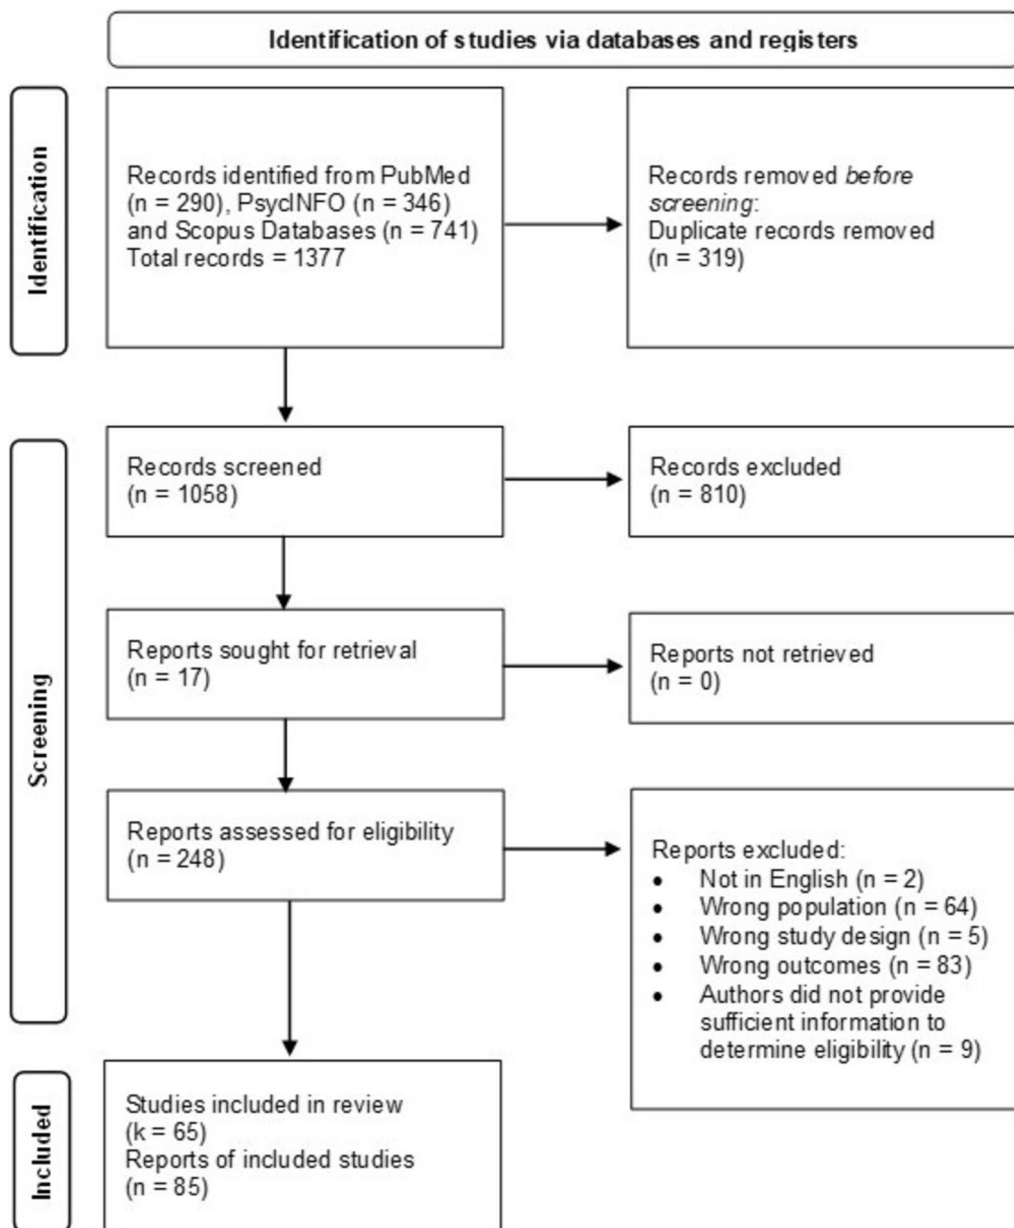 Identification of studies via databases and registers
Identification
Records identified from PubMed
(n = 290), PsycINFO (n = 346)
and Scopus Databases (n = 741)
Total records = 1377
Records removed before
screening:
Duplicate records removed
(n = 319)
Screening
Records screened
(n = 1058)
Records excluded
(n = 810)
Reports sought for retrieval
(n = 17)
Reports not retrieved
(n = 0)
Reports assessed for eligibility
(n = 248)
Reports excluded:
• Not in English (n = 2)
• Wrong population (n = 64)
• Wrong study design (n = 5)
• Wrong outcomes (n = 83)
• Authors did not provide
sufficient information to
determine eligibility (n = 9)
Included
Studies included in review
(k = 65)
Reports of included studies
(n = 85)